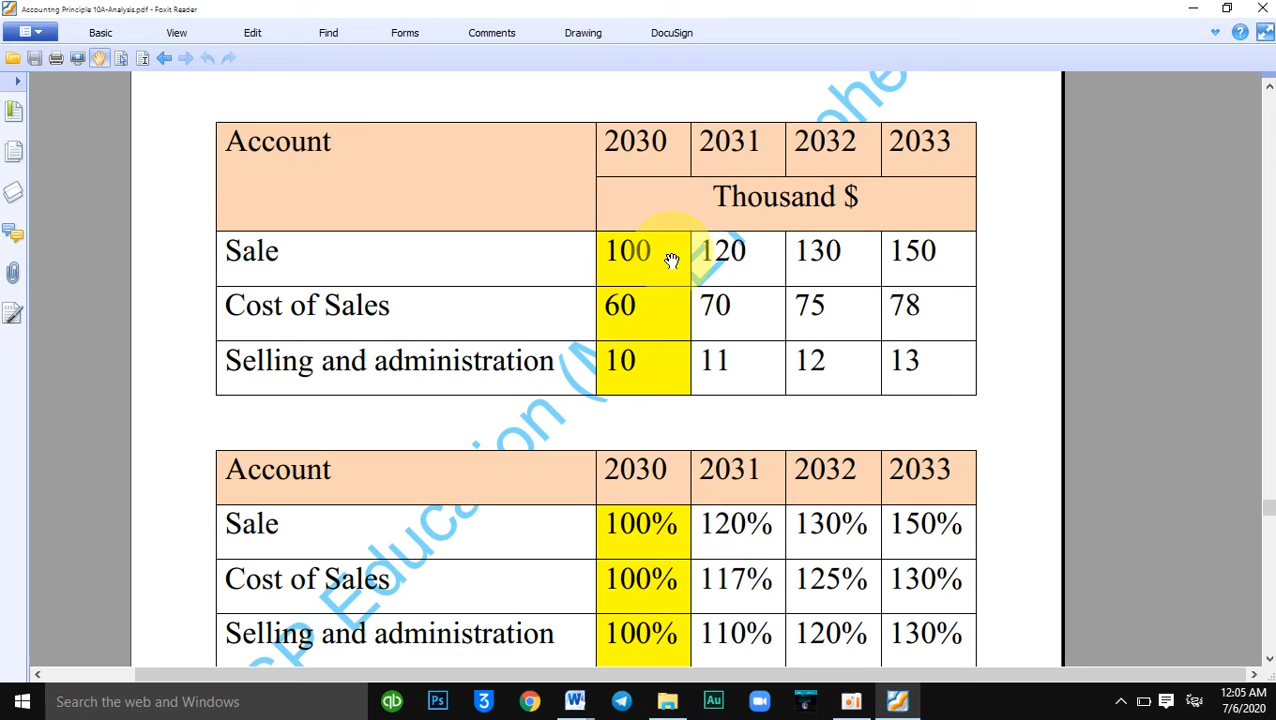 Accountng Principle 10A-Analysis.pdf - Foxit Reader
Basic View Edit Find Forms Comments Drawing DocuSign
Account 2030 2031 2032 2033
Thousand $
Sale 100 120 130 150
Cost of Sales 60 70 75 78
Selling and administration 10 11 12 13
Account 2030 2031 2032 2033
Sale 100% 120% 130% 150%
Cost of Sales 100% 117% 125% 130%
Selling and administration 100% 110% 120% 130%
Search the web and Windows
12:05 AM
7/6/2020